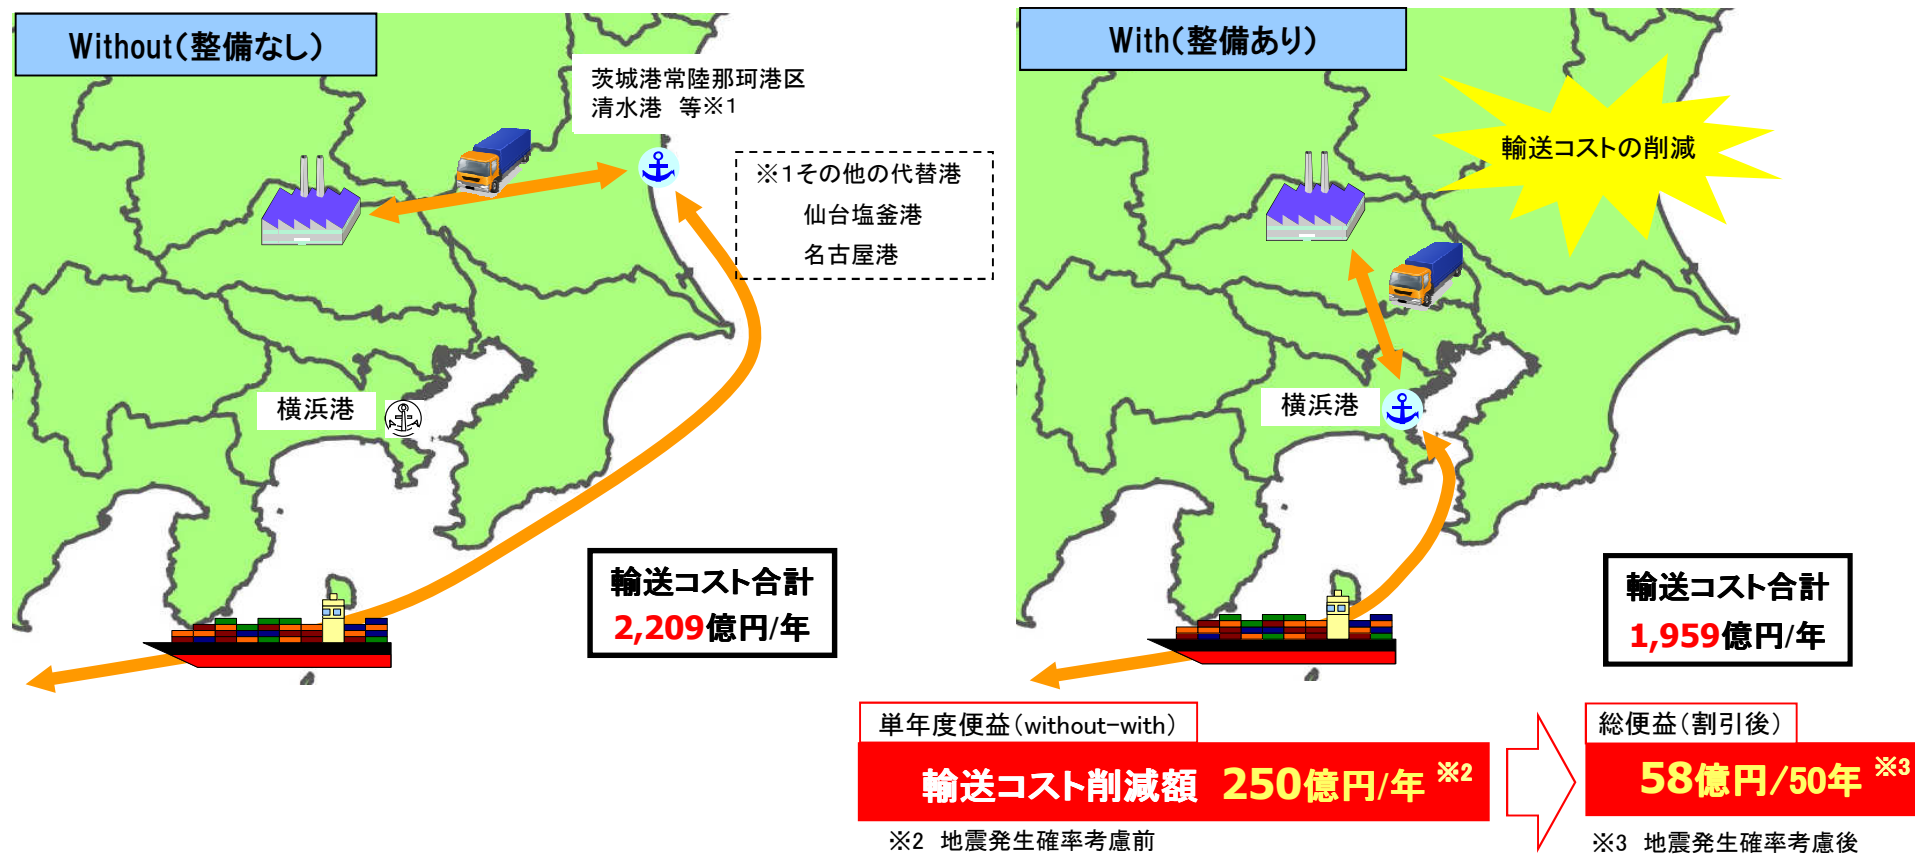 Without(整備なし)
茨城港常陸那珂港区
清水港 等※1
※1その他の代替港
仙台塩釜港
名古屋港
横浜港
輸送コスト合計
2,209億円/年
With(整備あり)
輸送コストの削減
横浜港
輸送コスト合計
1,959億円/年
単年度便益(without-with)
輸送コスト削減額 250億円/年 ※2
※2 地震発生確率考慮前
総便益(割引後)
58億円/50年 ※3
※3 地震発生確率考慮後